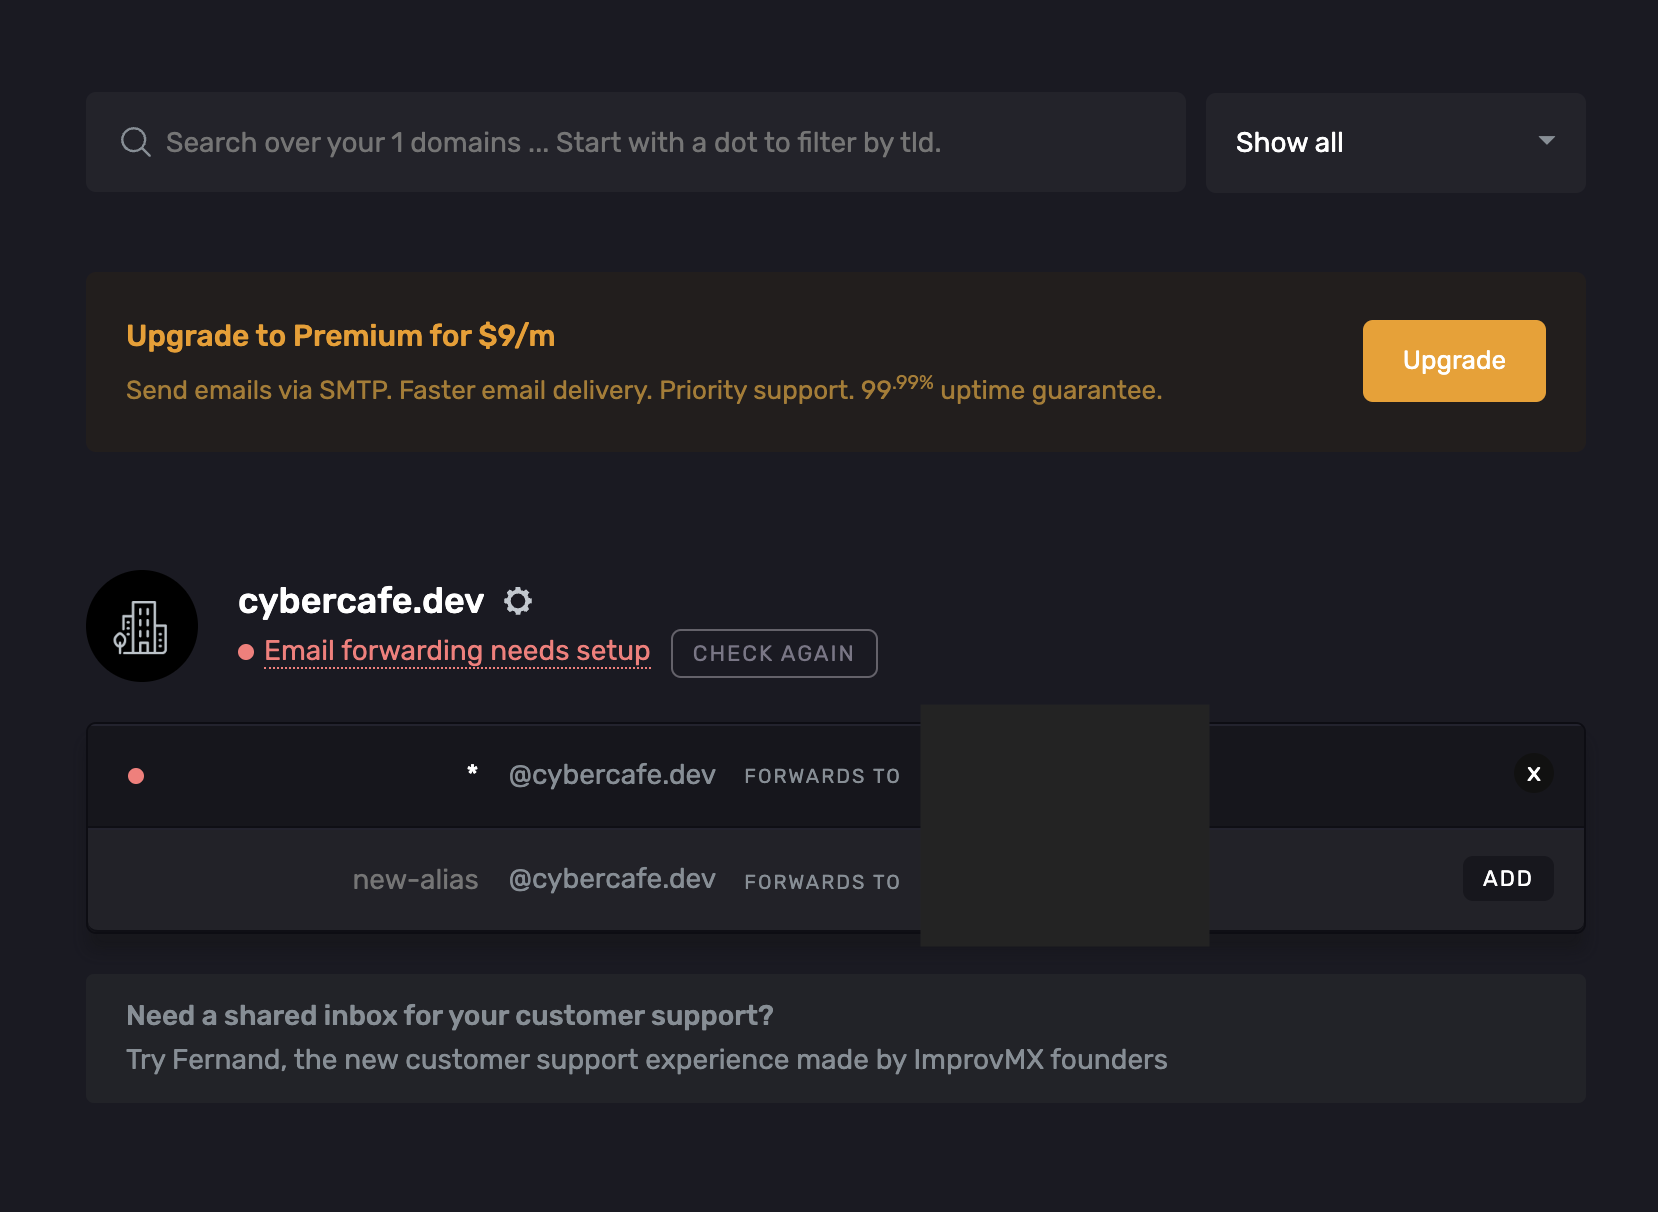 Search over your 1 domains ... Start with a dot to filter by tld.
Show all
Upgrade to Premium for $9/m
Send emails via SMTP. Faster email delivery. Priority support. 99.99% uptime guarantee.
Upgrade
cybercafe.dev
Email forwarding needs setup
CHECK AGAIN
* @cybercafe.dev FORWARDS TO
X
new-alias @cybercafe.dev FORWARDS TO
ADD
Need a shared inbox for your customer support?
Try Fernand, the new customer support experience made by ImprovMX founders